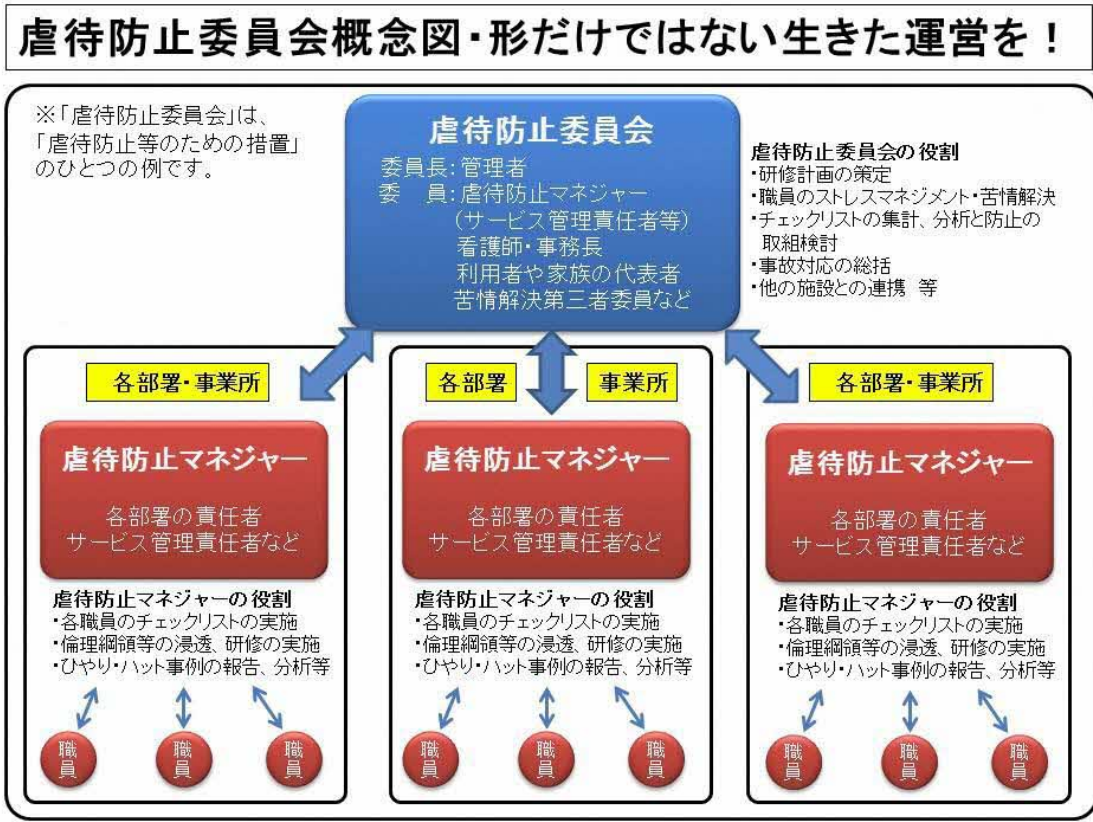 虐待防止委員会概念図・形だけではない生きた運営を！
※「虐待防止委員会」は、
「虐待防止等のための措置」
のひとつの例です。
虐待防止委員会
委員長：管理者
委　員：虐待防止マネジャー
（サービス管理責任者等）
看護師・事務長
利用者や家族の代表者
苦情解決第三者委員など
虐待防止委員会の役割
・研修計画の策定
・職員のストレスマネジメント・苦情解決
・チェックリストの集計、分析と防止の
取組検討
・事故対応の総括
・他の施設との連携 等
各部署・事業所
虐待防止マネジャー
各部署の責任者
サービス管理責任者など
虐待防止マネジャーの役割
・各職員のチェックリストの実施
・倫理綱領等の浸透、研修の実施
・ひやり・ハット事例の報告、分析等
職員
職員
職員
各部署
事業所
虐待防止マネジャー
各部署の責任者
サービス管理責任者など
虐待防止マネジャーの役割
・各職員のチェックリストの実施
・倫理綱領等の浸透、研修の実施
・ひやり・ハット事例の報告、分析等
職員
職員
職員
各部署・事業所
虐待防止マネジャー
各部署の責任者
サービス管理責任者など
虐待防止マネジャーの役割
・各職員のチェックリストの実施
・倫理綱領等の浸透、研修の実施
・ひやり・ハット事例の報告、分析等
職員
職員
職員